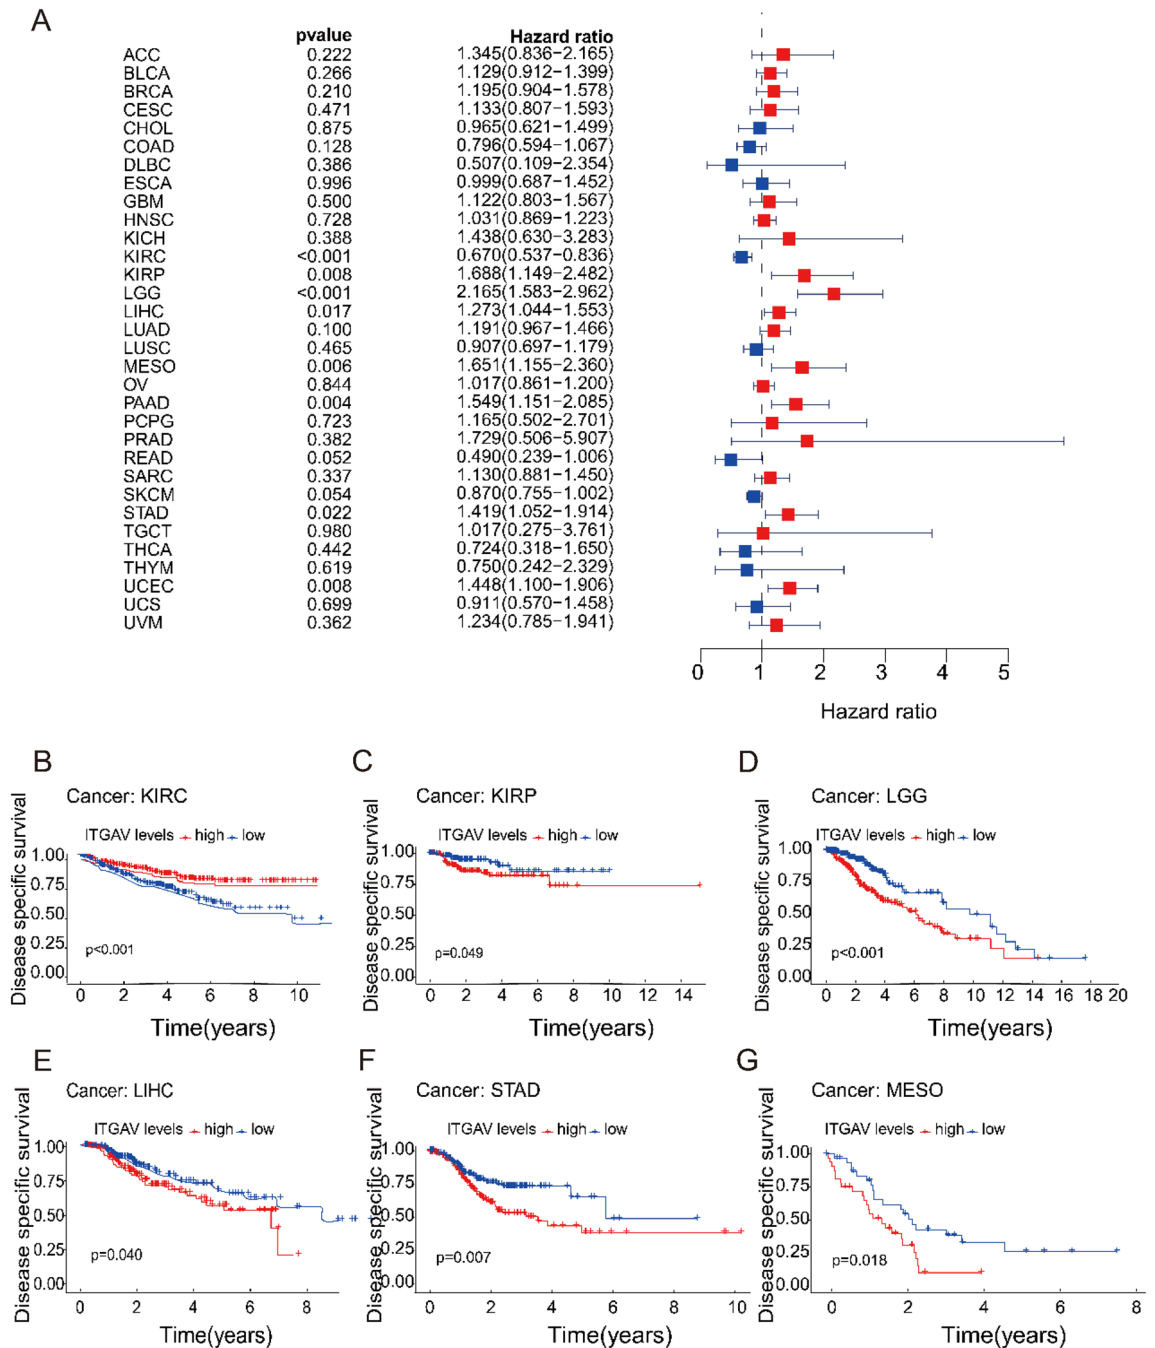 A
pvalue Hazard ratio
ACC 0.222 1.345(0.836−2.165)
BLCA 0.266 1.129(0.912−1.399)
BRCA 0.210 1.195(0.904−1.578)
CESC 0.471 1.133(0.807−1.593)
CHOL 0.875 0.965(0.621−1.499)
COAD 0.128 0.796(0.594−1.067)
DLBC 0.386 0.507(0.109−2.354)
ESCA 0.996 0.999(0.687−1.452)
GBM 0.500 1.122(0.803−1.567)
HNSC 0.728 1.031(0.869−1.223)
KICH 0.388 1.438(0.630−3.283)
KIRC <0.001 0.670(0.537−0.836)
KIRP 0.008 1.688(1.149−2.482)
LGG <0.001 2.165(1.583−2.962)
LIHC 0.017 1.273(1.044−1.553)
LUAD 0.100 1.191(0.967−1.466)
LUSC 0.465 0.907(0.697−1.179)
MESO 0.006 1.651(1.155−2.360)
OV 0.844 1.017(0.861−1.200)
PAAD 0.004 1.549(1.151−2.085)
PCPG 0.723 1.165(0.502−2.701)
PRAD 0.382 1.729(0.506−5.907)
READ 0.052 0.490(0.239−1.006)
SARC 0.337 1.130(0.881−1.450)
SKCM 0.054 0.870(0.755−1.002)
STAD 0.022 1.419(1.052−1.914)
TGCT 0.980 1.017(0.275−3.761)
THCA 0.442 0.724(0.318−1.650)
THYM 0.619 0.750(0.242−2.329)
UCEC 0.008 1.448(1.100−1.906)
UCS 0.699 0.911(0.570−1.458)
UVM 0.362 1.234(0.785−1.941)
0 1 2 3 4 5
Hazard ratio
B
Cancer: KIRC
ITGAV levels high low
Disease specific survival
1.00
0.75
0.50
0.25
0.00
p<0.001
0 2 4 6 8 10
Time(years)
C
Cancer: KIRP
ITGAV levels high low
Disease specific survival
1.00
0.75
0.50
0.25
0.00
p=0.049
0 2 4 6 8 10 12 14
Time(years)
D
Cancer: LGG
ITGAV levels high low
Disease specific survival
1.00
0.75
0.50
0.25
0.00
p<0.001
0 2 4 6 8 10 12 14 16 18 20
Time(years)
E
Cancer: LIHC
ITGAV levels high low
Disease specific survival
1.00
0.75
0.50
0.25
0.00
p=0.040
0 2 4 6 8
Time(years)
F
Cancer: STAD
ITGAV levels high low
Disease specific survival
1.00
0.75
0.50
0.25
0.00
p=0.007
0 2 4 6 8 10
Time(years)
G
Cancer: MESO
ITGAV levels high low
Disease specific survival
1.00
0.75
0.50
0.25
0.00
p=0.018
0 2 4 6 8
Time(years)